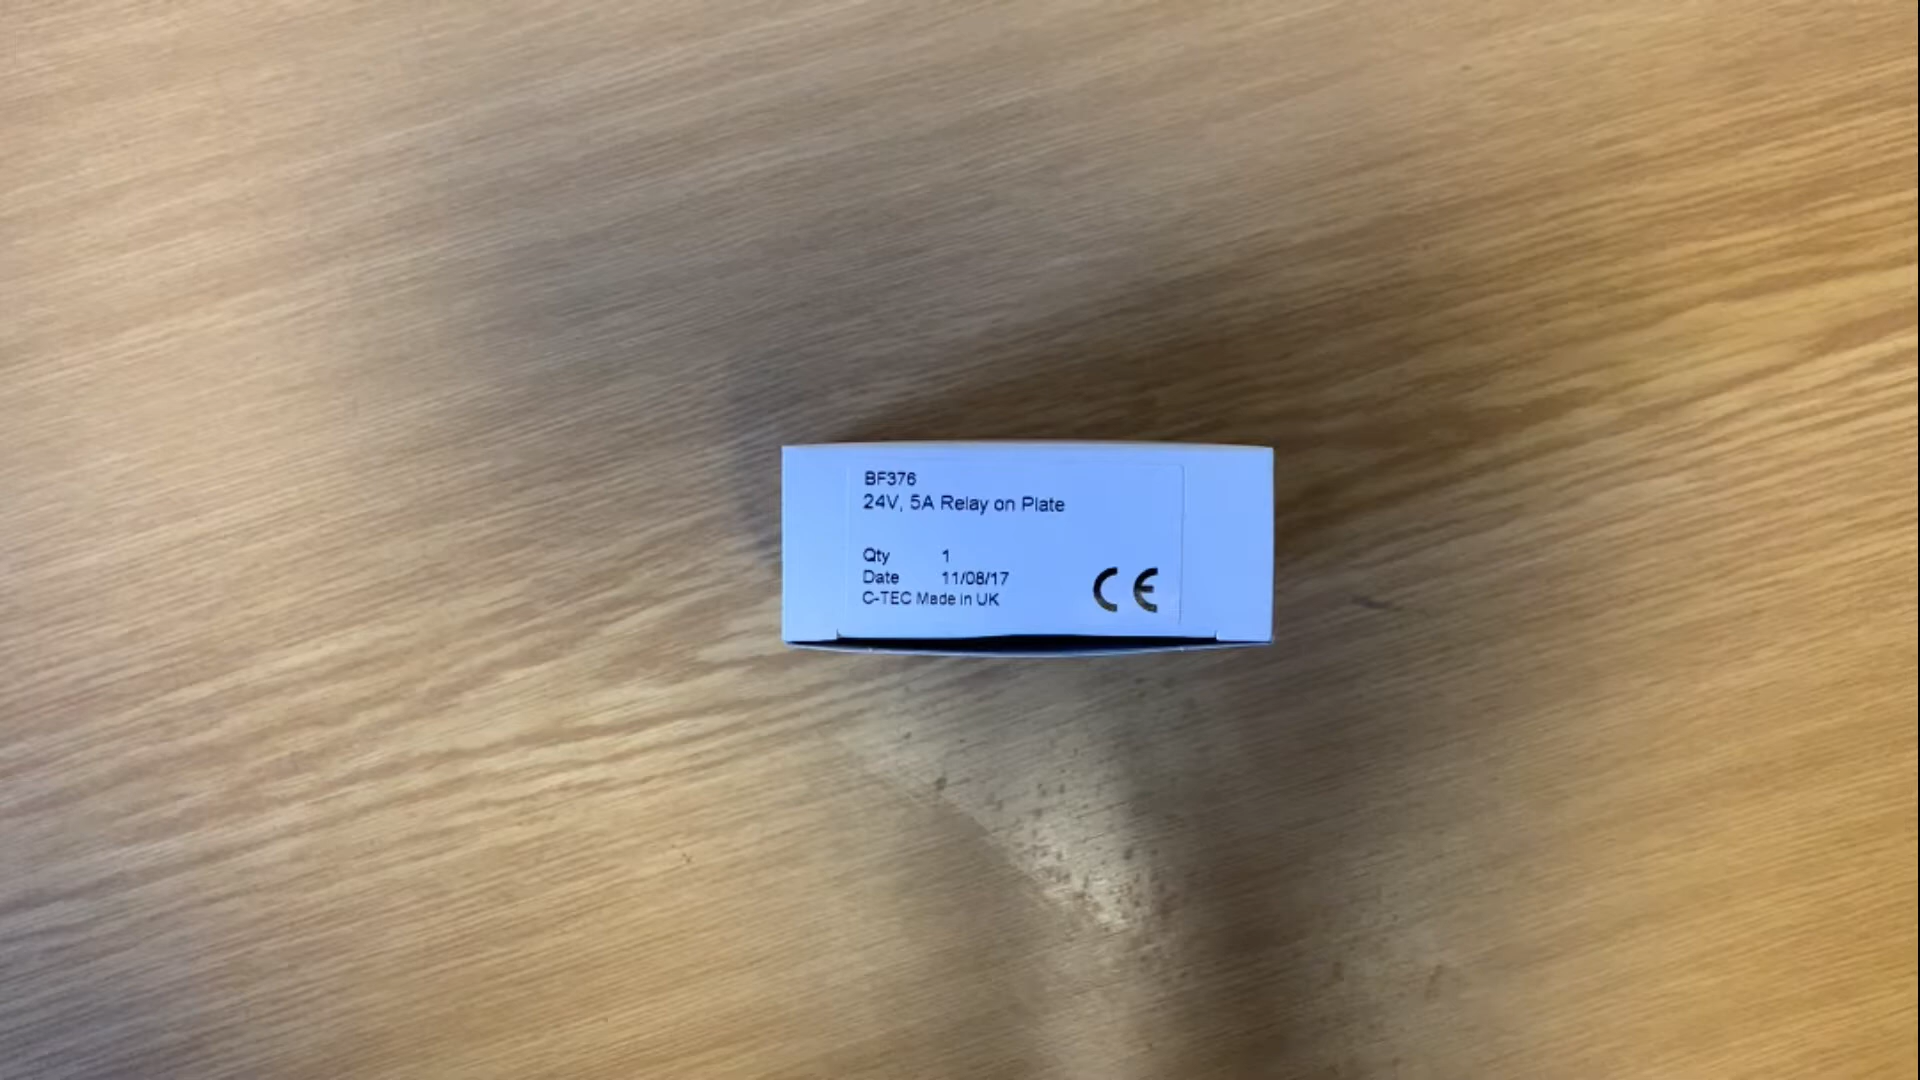 BF376
24V, 5A Relay on Plate
Qty 1
Date 11/08/17
C-TEC Made in UK
CE